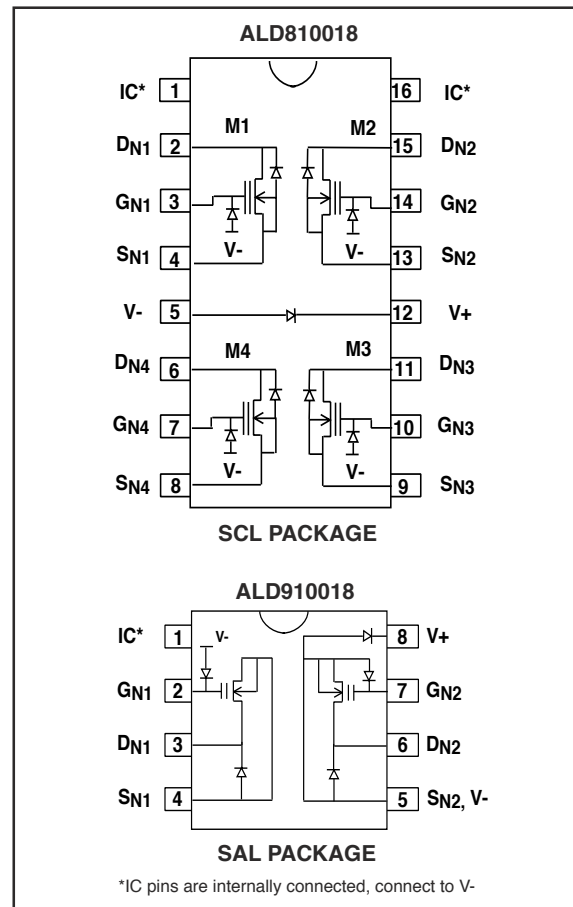 ALD810018
IC* 1 16 IC*
M1 M2
DN1 2 15 DN2
GN1 3 14 GN2
V- V-
SN1 4 13 SN2
V- 5 12 V+
M4 M3
DN4 6 11 DN3
GN4 7 10 GN3
V- V-
SN4 8 9 SN3
SCL PACKAGE
ALD910018
IC* 1 V- 8 V+
GN1 2 7 GN2
DN1 3 6 DN2
SN1 4 5 SN2, V-
SAL PACKAGE
*IC pins are internally connected, connect to V-